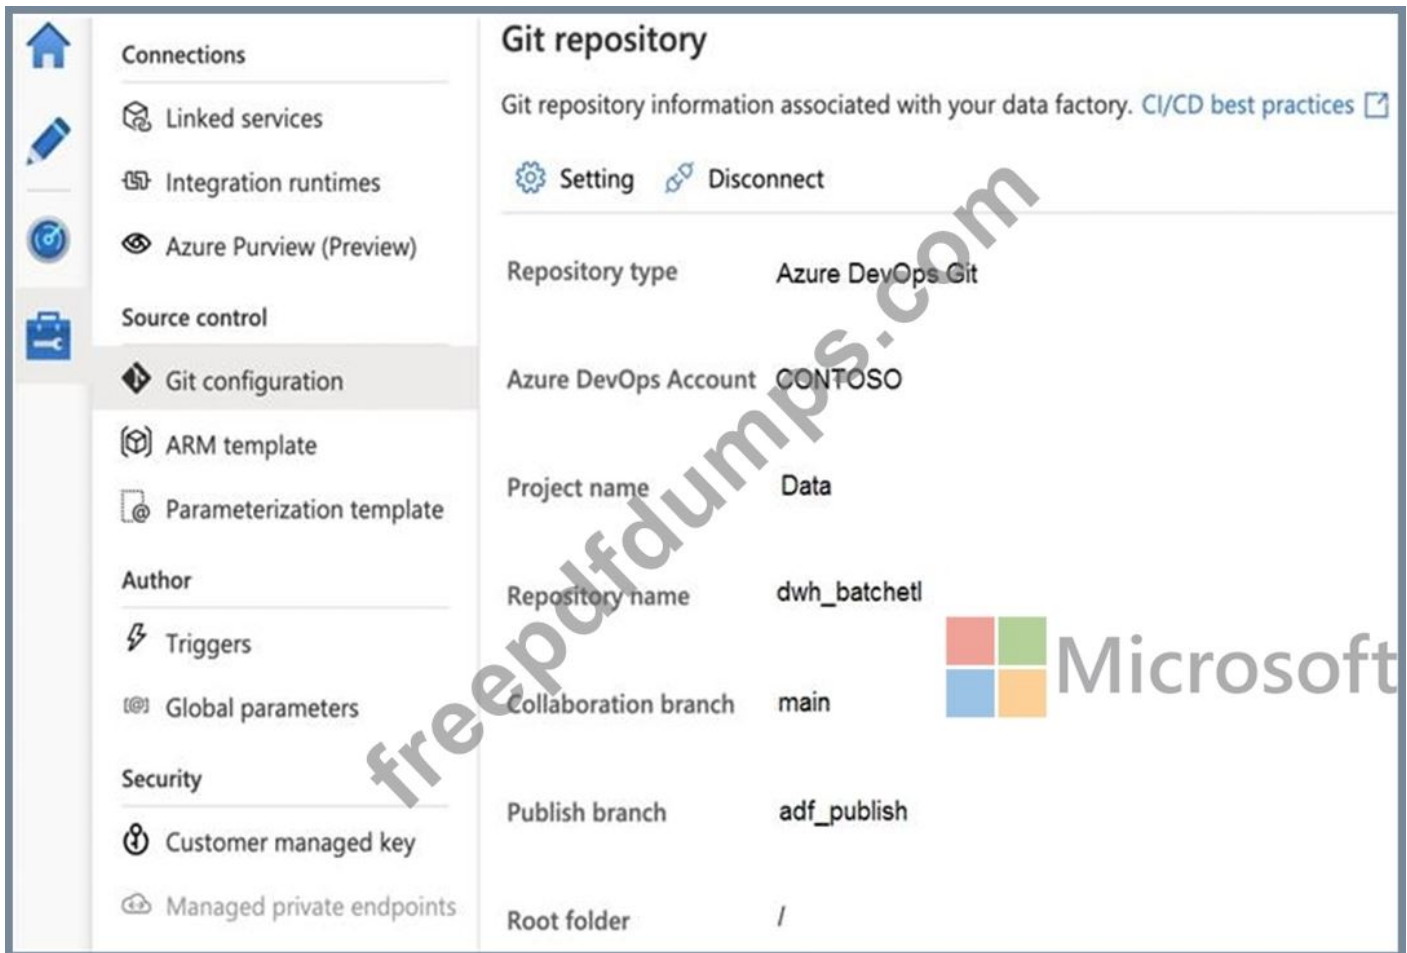 Connections
Linked services
Integration runtimes
Azure Purview (Preview)
Source control
Git configuration
ARM template
Parameterization template
Author
Triggers
Global parameters
Security
Customer managed key
Managed private endpoints
Git repository
Git repository information associated with your data factory. CI/CD best practices
Setting Disconnect
Repository type Azure DevOps Git
Azure DevOps Account CONTOSO
Project name Data
Repository name dwh_batchetl
Collaboration branch main
Publish branch adf_publish
Root folder /
Microsoft
freepdfdumps.com